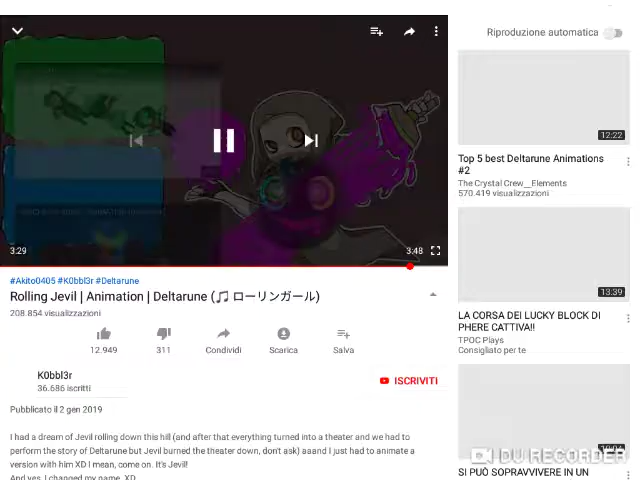 Riproduzione automatica
3:29
3:48
#Akito0405 #K0bbl3r #Deltarune
Rolling Jevil | Animation | Deltarune (🎵 ローリンガール)
208.854 visualizzazioni
12.949
311
Condividi
Scarica
Salva
K0bbl3r
36.686 iscritti
ISCRIVITI
Pubblicato il 2 gen 2019
I had a dream of Jevil rolling down this hill (and after that everything turned into a theater and we had to
perform the story of Deltarune but Jevil burned the theater down, don't ask) aaand I just had to animate a
version with him XD I mean, come on. It's Jevil!
And yes, I changed my name. XD
12:22
Top 5 best Deltarune Animations
#2
The Crystal Crew__Elements
570.419 visualizzazioni
13:39
LA CORSA DEI LUCKY BLOCK DI
PHERE CATTIVA!!
TPOC Plays
Consigliato per te
DU RECORDER
SI PUÒ SOPRAVVIVERE IN UN